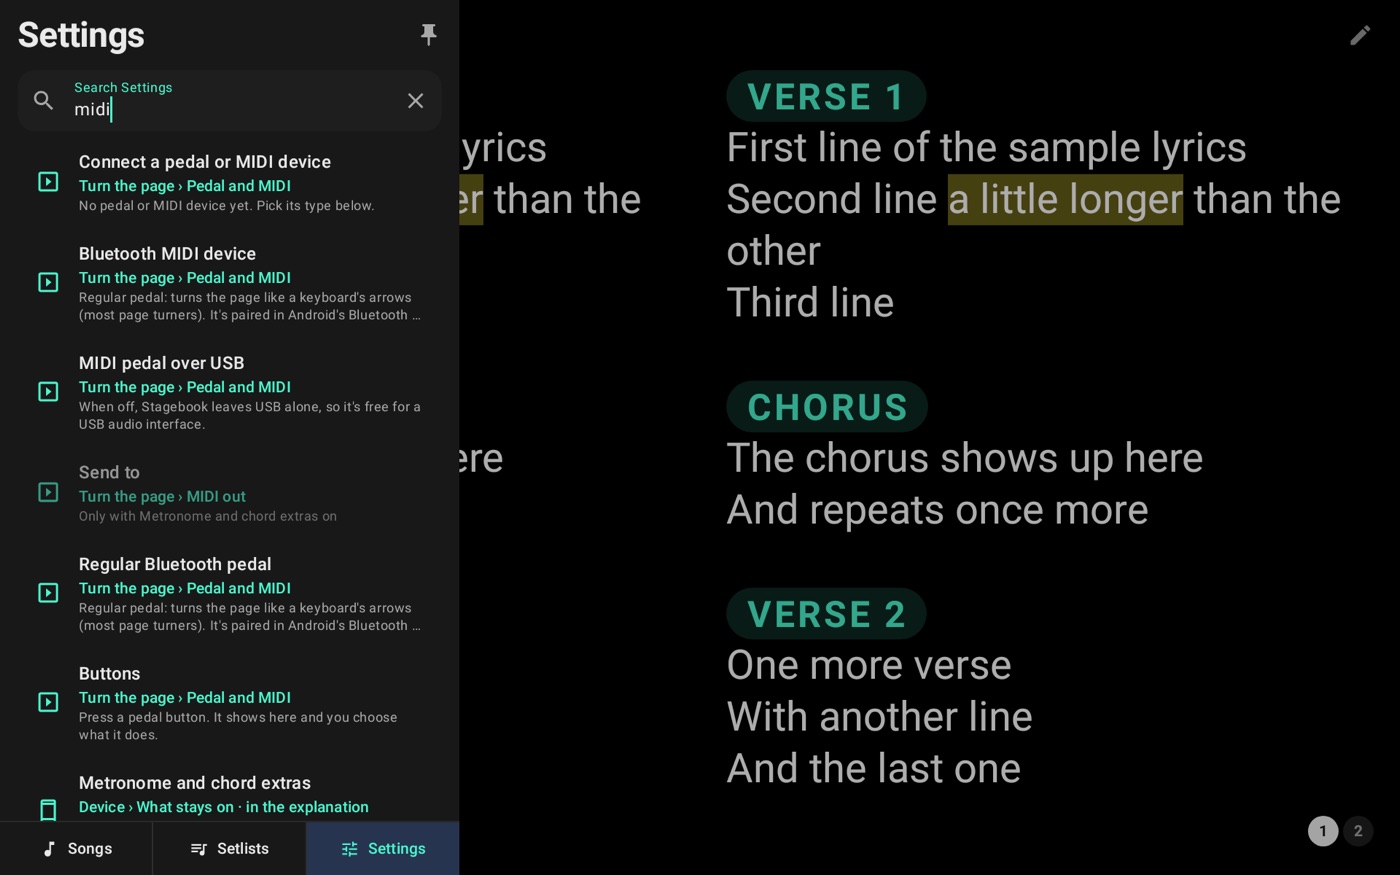 Settings
Search Settings
midi
Connect a pedal or MIDI device
Turn the page › Pedal and MIDI
No pedal or MIDI device yet. Pick its type below.
Bluetooth MIDI device
Turn the page › Pedal and MIDI
Regular pedal: turns the page like a keyboard's arrows
(most page turners). It's paired in Android's Bluetooth …
MIDI pedal over USB
Turn the page › Pedal and MIDI
When off, Stagebook leaves USB alone, so it's free for a
USB audio interface.
Send to
Turn the page › MIDI out
Only with Metronome and chord extras on
Regular Bluetooth pedal
Turn the page › Pedal and MIDI
Regular pedal: turns the page like a keyboard's arrows
(most page turners). It's paired in Android's Bluetooth …
Buttons
Turn the page › Pedal and MIDI
Press a pedal button. It shows here and you choose
what it does.
Metronome and chord extras
Device › What stays on · in the explanation
Songs
Setlists
Settings
lyrics
er than the
ere
VERSE 1
First line of the sample lyrics
Second line a little longer than the
other
Third line
CHORUS
The chorus shows up here
And repeats once more
VERSE 2
One more verse
With another line
And the last one
1 2